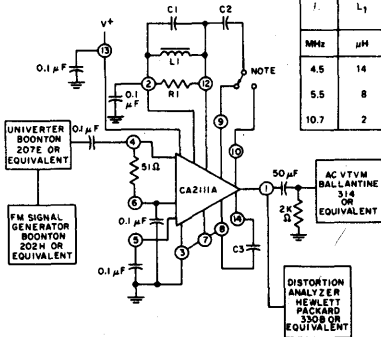 C1
C2
V+
13
L1
0.1 µF
2
R1
12
NOTE
0.1
µF
9
UNIVERTER
BOONTON
207E OR
EQUIVALENT
0.1 µF
4
10
51Ω
CA2111A
50 µF
1
AC VTVM
BALLANTINE
314
OR
EQUIVALENT
6
2K
Ω
FM SIGNAL
GENERATOR
BOONTON
202H OR
EQUIVALENT
0.1 µF
14
5
8
7
3
C3
0.1 µF
DISTORTION
ANALYZER
HEWLETT
PACKARD
330B OR
EQUIVALENT
L1
MHz µH
4.5 14
5.5 8
10.7 2